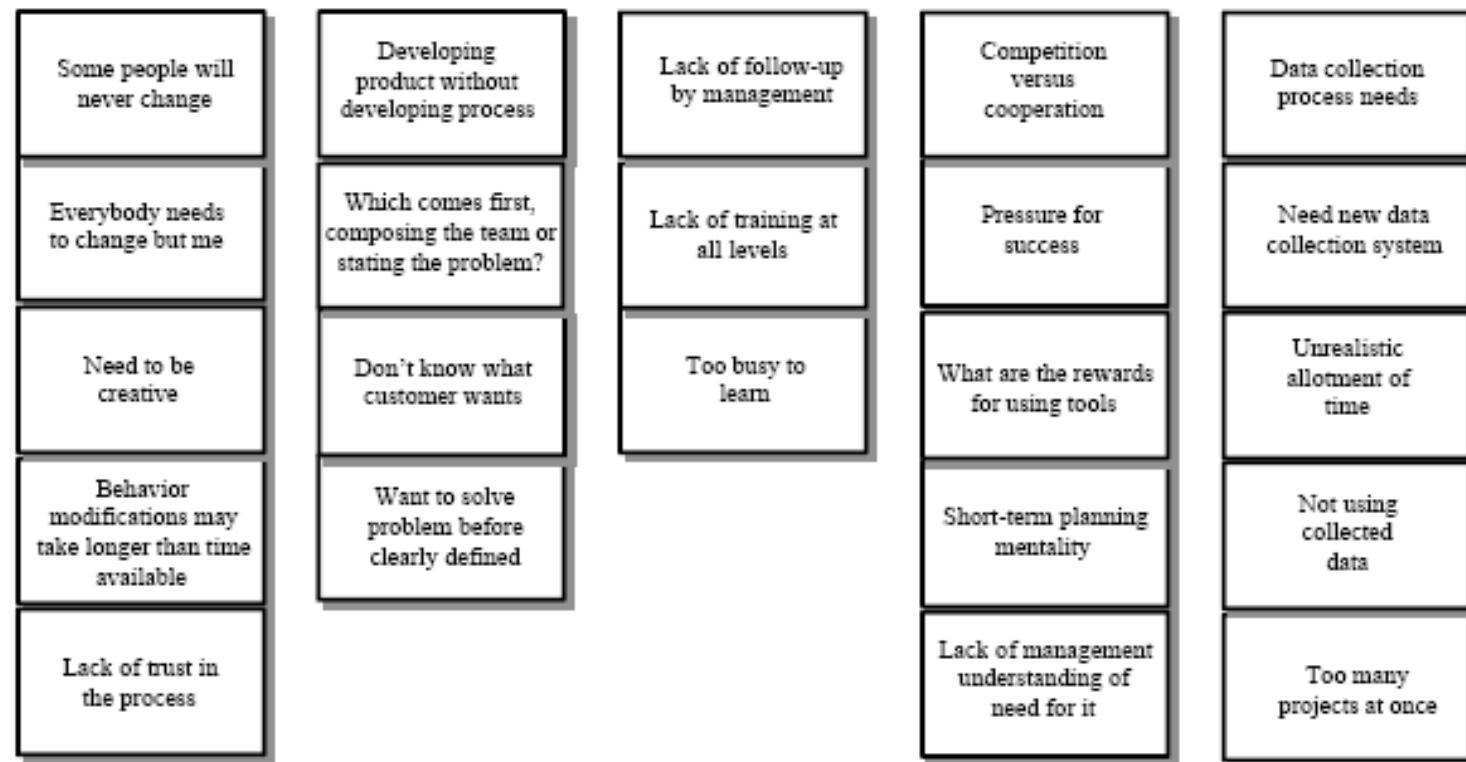 Some people will
never change
Everybody needs
to change but me
Need to be
creative
Behavior
modifications may
take longer than time
available
Lack of trust in
the process
Developing
product without
developing process
Which comes first,
composing the team or
stating the problem?
Don’t know what
customer wants
Want to solve
problem before
clearly defined
Lack of follow-up
by management
Lack of training at
all levels
Too busy to
learn
Competition
versus
cooperation
Pressure for
success
What are the rewards
for using tools
Short-term planning
mentality
Lack of management
understanding of
need for it
Data collection
process needs
Need new data
collection system
Unrealistic
allotment of
time
Not using
collected
data
Too many
projects at once